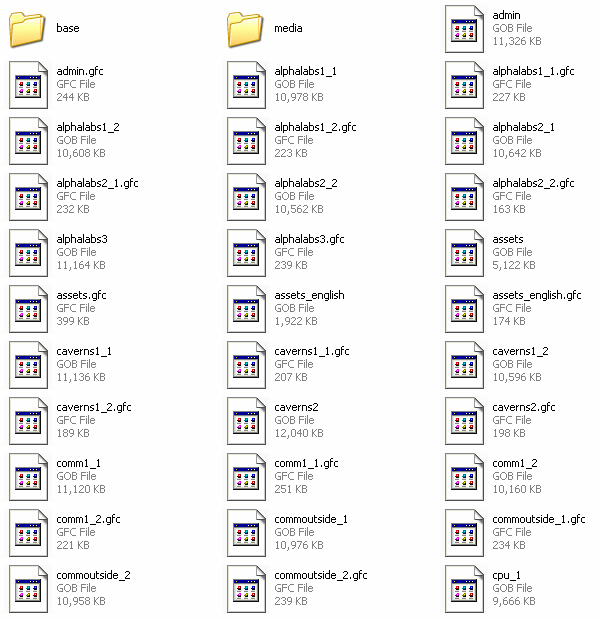 base
media
admin
GOB File
11,326 KB
admin.gfc
GFC File
244 KB
alphalabs1_1
GOB File
10,978 KB
alphalabs1_1.gfc
GFC File
227 KB
alphalabs1_2
GOB File
10,608 KB
alphalabs1_2.gfc
GFC File
223 KB
alphalabs2_1
GOB File
10,642 KB
alphalabs2_1.gfc
GFC File
232 KB
alphalabs2_2
GOB File
10,562 KB
alphalabs2_2.gfc
GFC File
163 KB
alphalabs3
GOB File
11,164 KB
alphalabs3.gfc
GFC File
239 KB
assets
GOB File
5,122 KB
assets.gfc
GFC File
399 KB
assets_english
GOB File
1,922 KB
assets_english.gfc
GFC File
174 KB
caverns1_1
GOB File
11,136 KB
caverns1_1.gfc
GFC File
207 KB
caverns1_2
GOB File
10,596 KB
caverns1_2.gfc
GFC File
189 KB
caverns2
GOB File
12,040 KB
caverns2.gfc
GFC File
198 KB
comm1_1
GOB File
11,120 KB
comm1_1.gfc
GFC File
251 KB
comm1_2
GOB File
10,160 KB
comm1_2.gfc
GFC File
221 KB
commoutside_1
GOB File
10,976 KB
commoutside_1.gfc
GFC File
234 KB
commoutside_2
GOB File
10,958 KB
commoutside_2.gfc
GFC File
239 KB
cpu_1
GOB File
9,666 KB